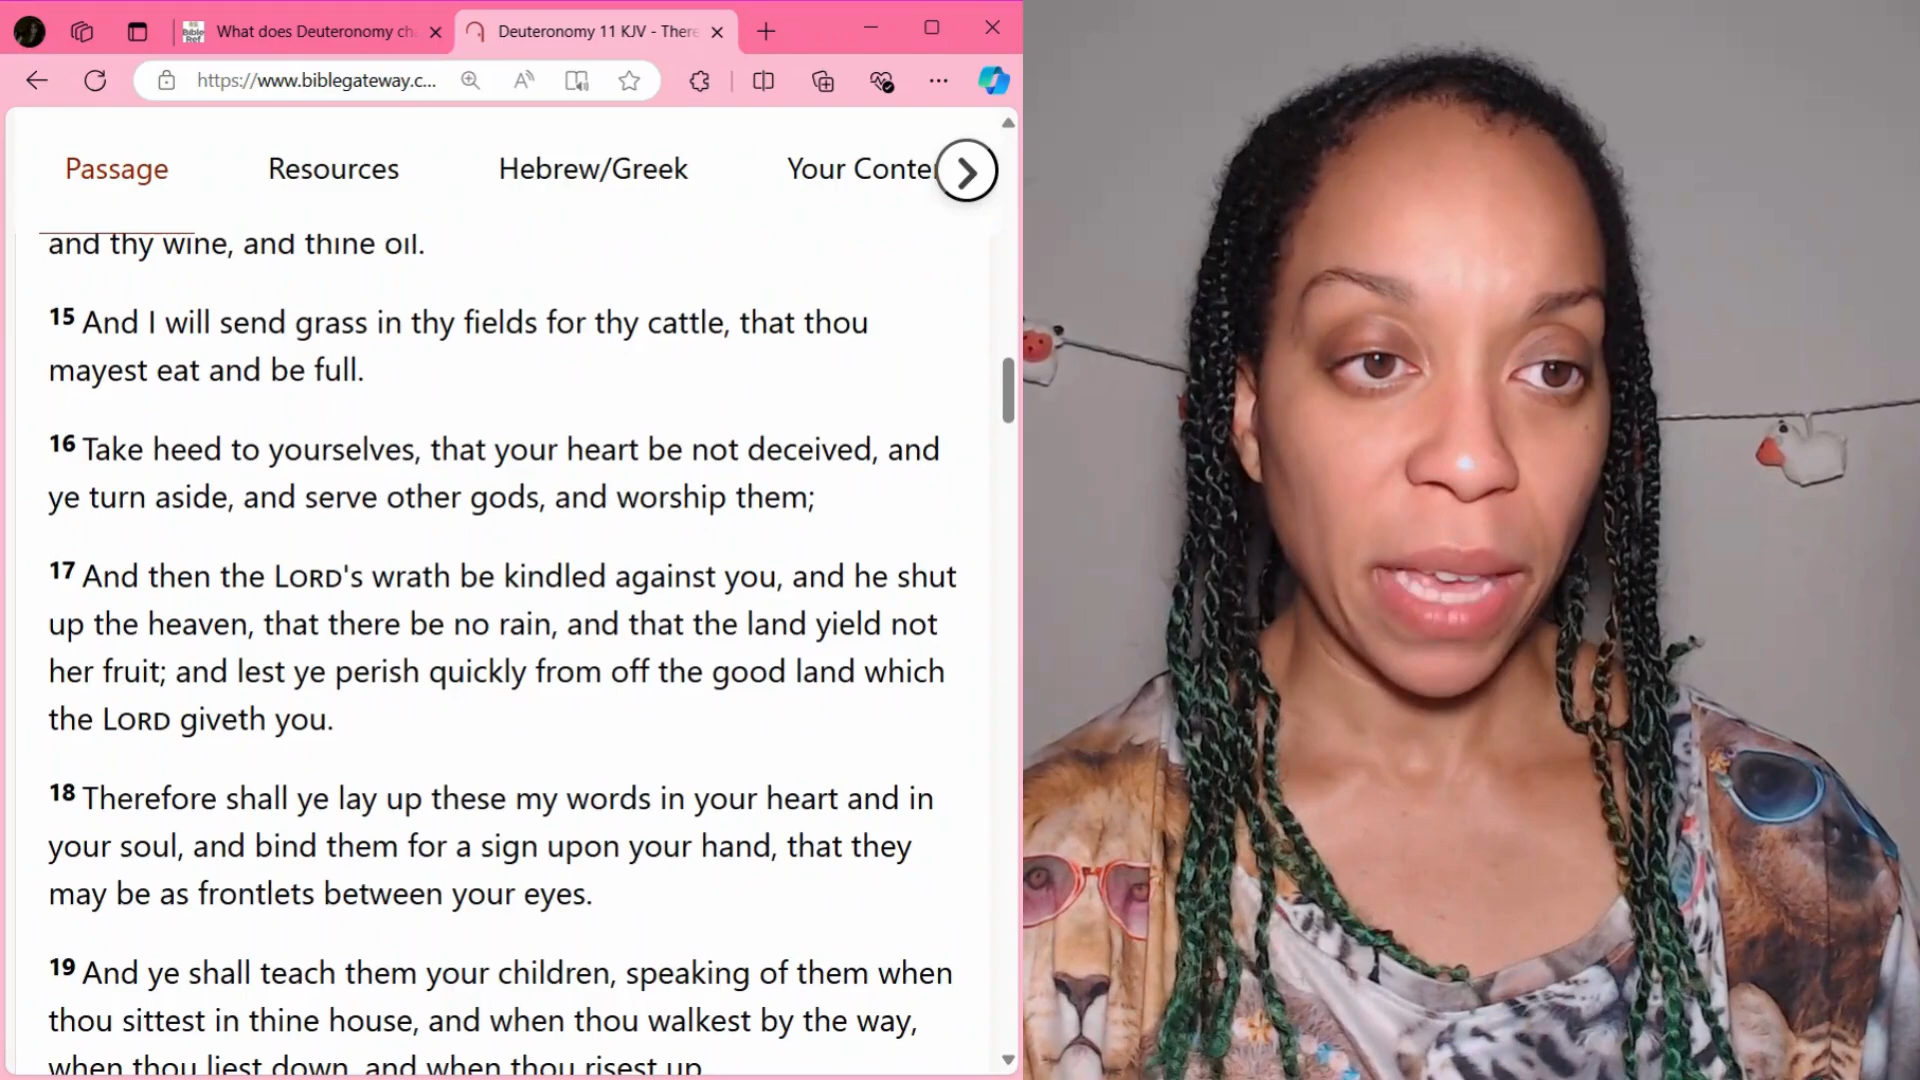 What does Deuteronomy ch
Deuteronomy 11 KJV - Ther
https://www.biblegateway.c...
Passage
Resources
Hebrew/Greek
Your Conte
and thy wine, and thine oil.
15 And I will send grass in thy fields for thy cattle, that thou
mayest eat and be full.
16 Take heed to yourselves, that your heart be not deceived, and
ye turn aside, and serve other gods, and worship them;
17 And then the LORD's wrath be kindled against you, and he shut
up the heaven, that there be no rain, and that the land yield not
her fruit; and lest ye perish quickly from off the good land which
the LORD giveth you.
18 Therefore shall ye lay up these my words in your heart and in
your soul, and bind them for a sign upon your hand, that they
may be as frontlets between your eyes.
19 And ye shall teach them your children, speaking of them when
thou sittest in thine house, and when thou walkest by the way,
when thou liest down, and when thou risest up